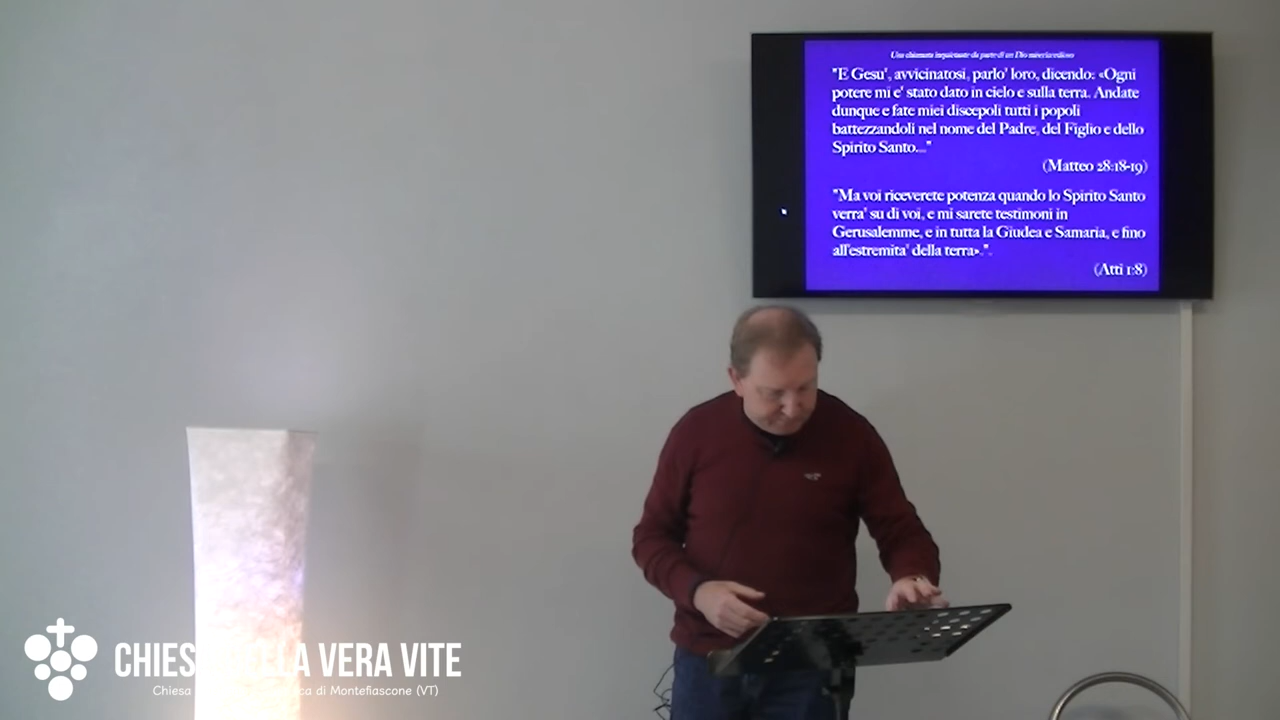 Una chiamata inquietante da parte di un Dio misericordioso
"E Gesu', avvicinatosi, parlo' loro, dicendo: «Ogni
potere mi e' stato dato in cielo e sulla terra. Andate
dunque e fate miei discepoli tutti i popoli
battezzandoli nel nome del Padre, del Figlio e dello
Spirito Santo..."
(Matteo 28:18-19)
"Ma voi riceverete potenza quando lo Spirito Santo
verra' su di voi, e mi sarete testimoni in
Gerusalemme, e in tutta la Giudea e Samaria, e fino
all'estremita' della terra».".
(Atti 1:8)
LA VERA VITE
Chiesa di Montefiascone (VT)